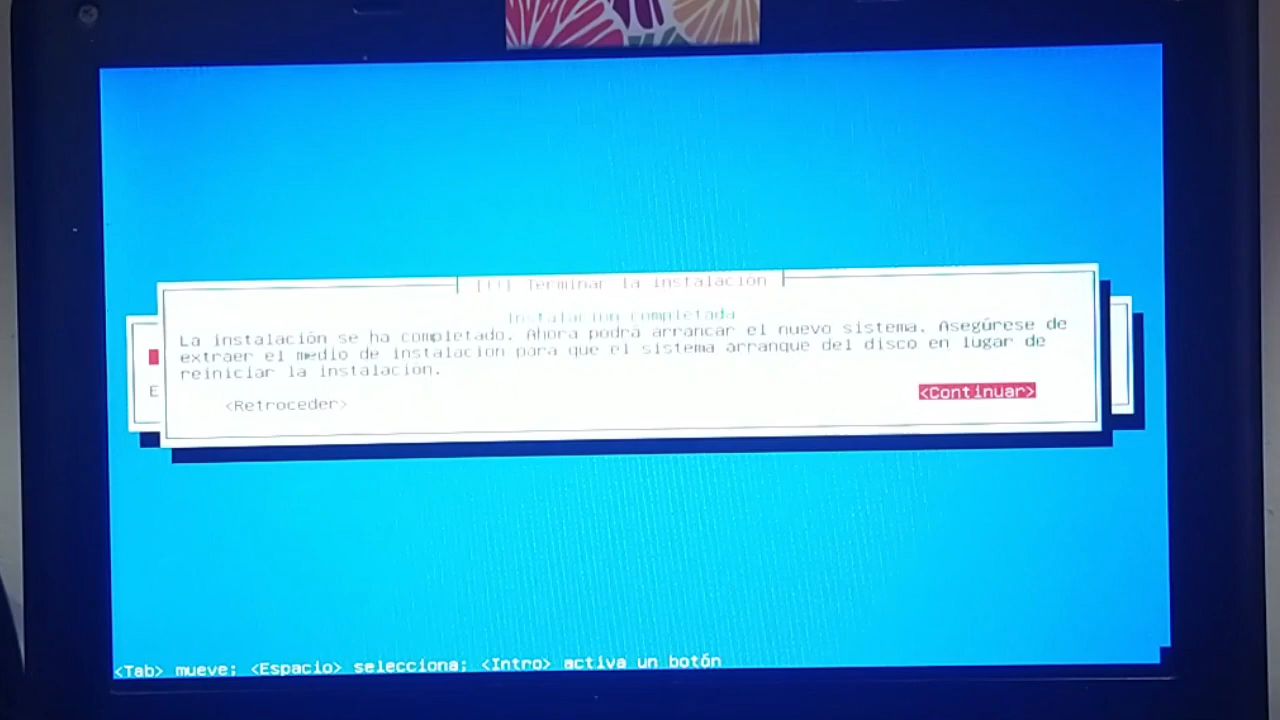 [!!] Terminar la instalación
Instalación completada
La instalación se ha completado. Ahora podrá arrancar el nuevo sistema. Asegúrese de
extraer el medio de instalación para que el sistema arranque del disco en lugar de
reiniciar la instalación.
<Retroceder> <Continuar>
E
<Tab> mueve; <Espacio> selecciona; <Intro> activa un botón